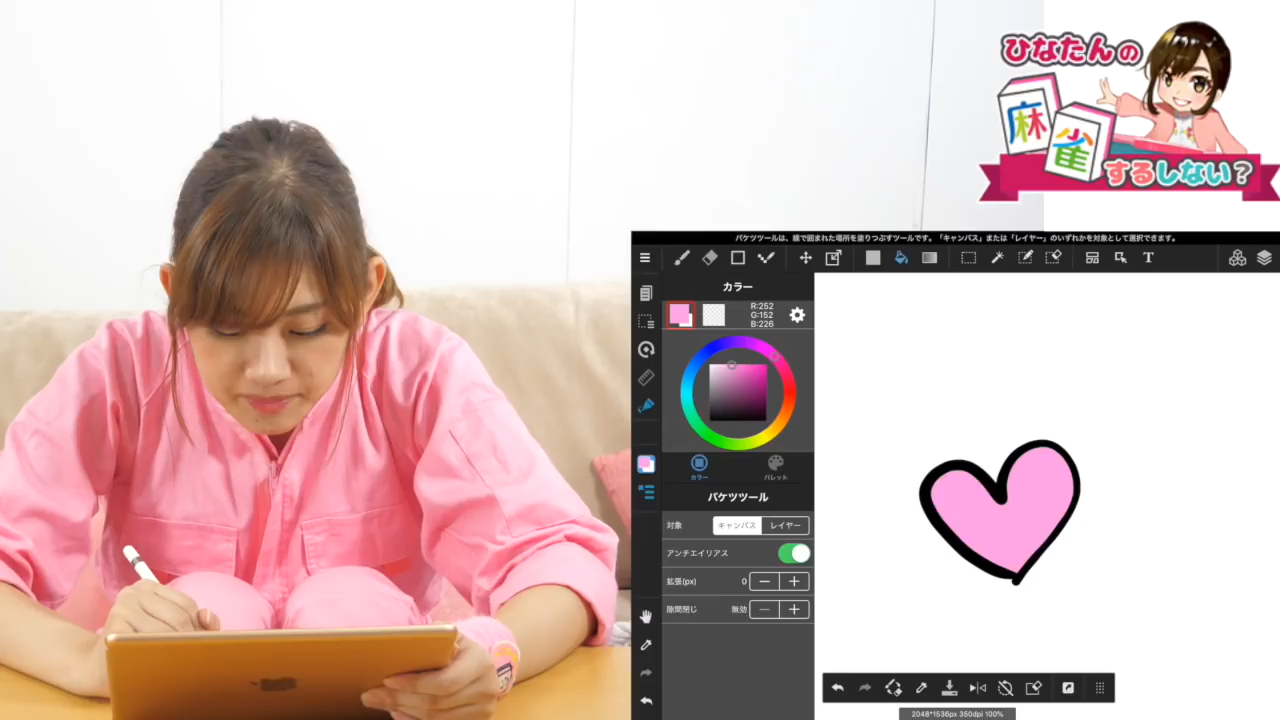 ひなたんの
麻雀
するしない？
バケツツールは、線で囲まれた場所を塗りつぶすツールです。「キャンバス」または「レイヤー」のいずれかを対象として選択できます。
T
カラー
R:252
G:152
B:226
カラー
パレット
バケツツール
対象
キャンバス
レイヤー
アンチエイリアス
拡張(px)
0
隙間閉じ
無効
2048*1536px 350dpi 100%